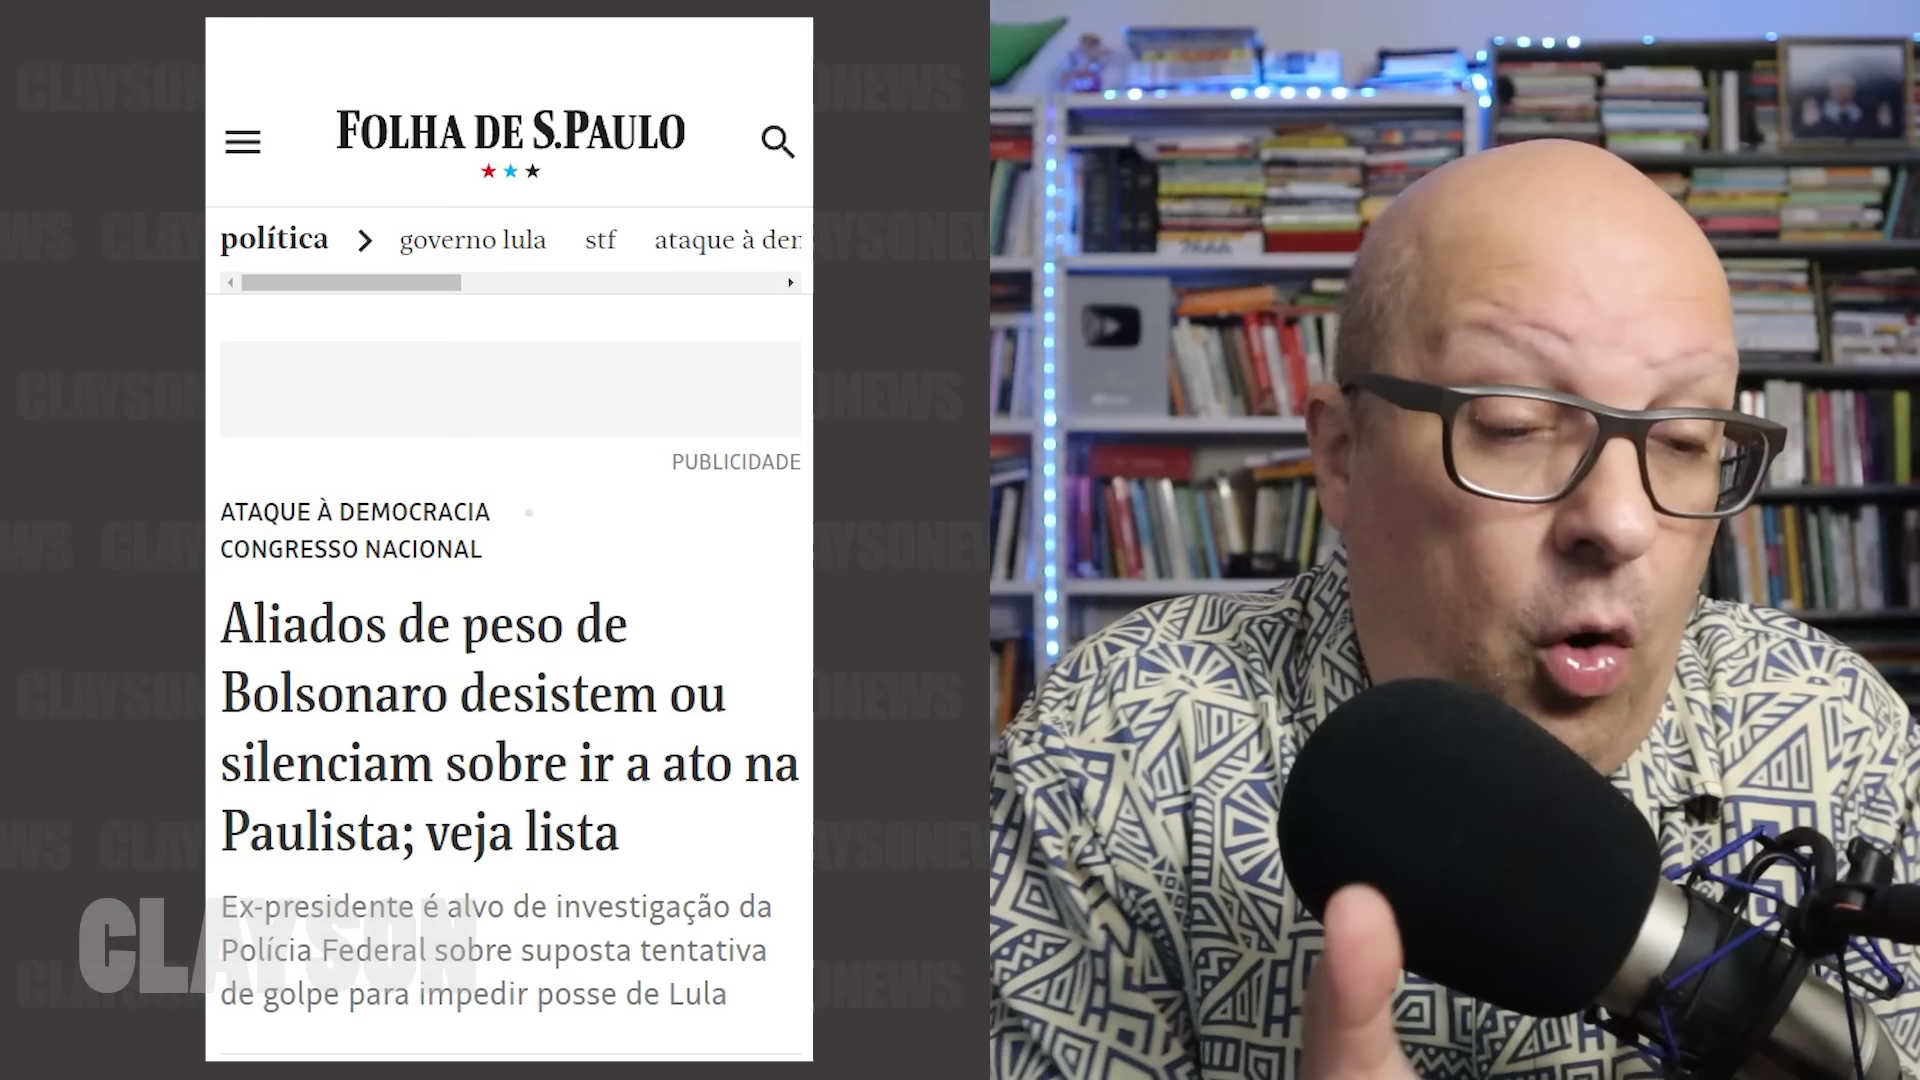 FOLHA DE S.PAULO
política governo lula stf ataque à der
PUBLICIDADE
ATAQUE À DEMOCRACIA
CONGRESSO NACIONAL
Aliados de peso de
Bolsonaro desistem ou
silenciam sobre ir a ato na
Paulista; veja lista
Ex-presidente é alvo de investigação da
Polícia Federal sobre suposta tentativa
de golpe para impedir posse de Lula
CLAYSON
CLAYSONEWS